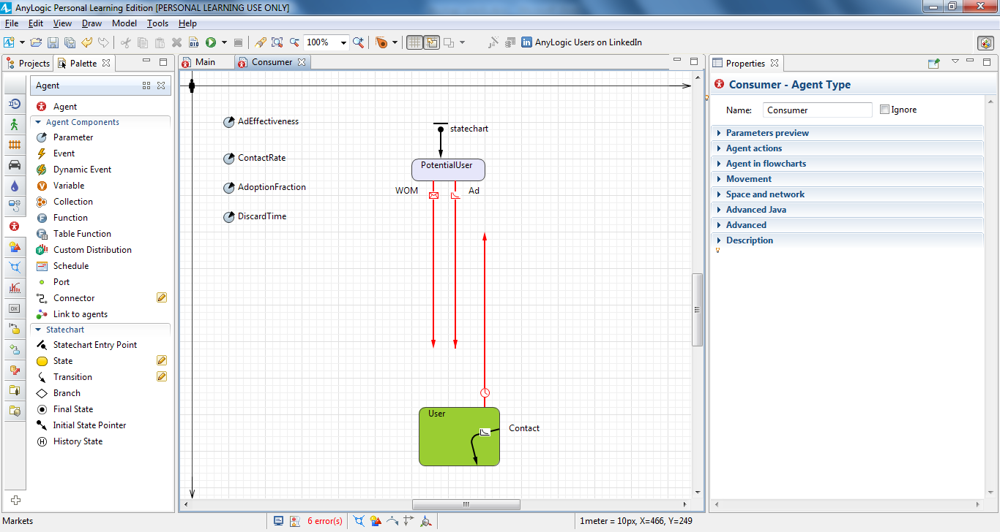 AnyLogic Personal Learning Edition [PERSONAL LEARNING USE ONLY]
File Edit View Draw Model Tools Help
100%
AnyLogic Users on LinkedIn
Projects
Palette
Agent
Agent
Agent Components
Parameter
Event
Dynamic Event
Variable
Collection
Function
Table Function
Custom Distribution
Schedule
Port
Connector
Link to agents
Statechart
Statechart Entry Point
State
Transition
Branch
Final State
Initial State Pointer
History State
Main
Consumer
AdEffectiveness
ContactRate
AdoptionFraction
DiscardTime
statechart
PotentialUser
WOM
Ad
User
Contact
Properties
Consumer - Agent Type
Name: Consumer Ignore
Parameters preview
Agent actions
Agent in flowcharts
Movement
Space and network
Advanced Java
Advanced
Description
Markets
6 error(s)
1meter = 10px, X=466, Y=249